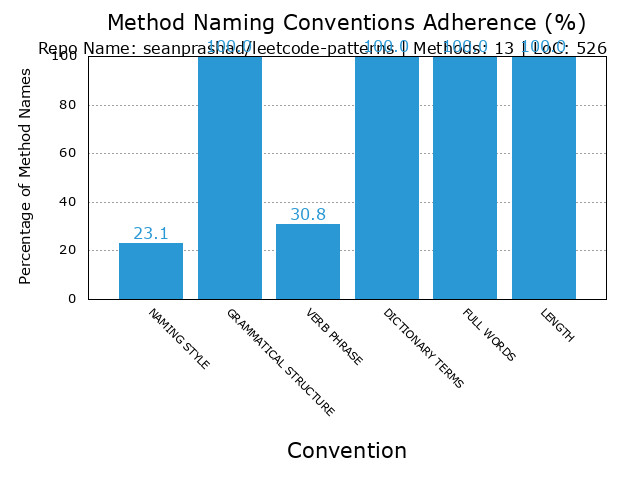 Method Naming Conventions Adherence (%)
Repo Name: seanprashad/leetcode-patterns | Methods: 13 | LoC: 526
100.0 100.0 100.0 100.0
Percentage of Method Names
100
80
60
40
20
0
30.8
23.1
NAMING STYLE
GRAMMATICAL STRUCTURE
VERB PHRASE
DICTIONARY TERMS
FULL WORDS
LENGTH
Convention